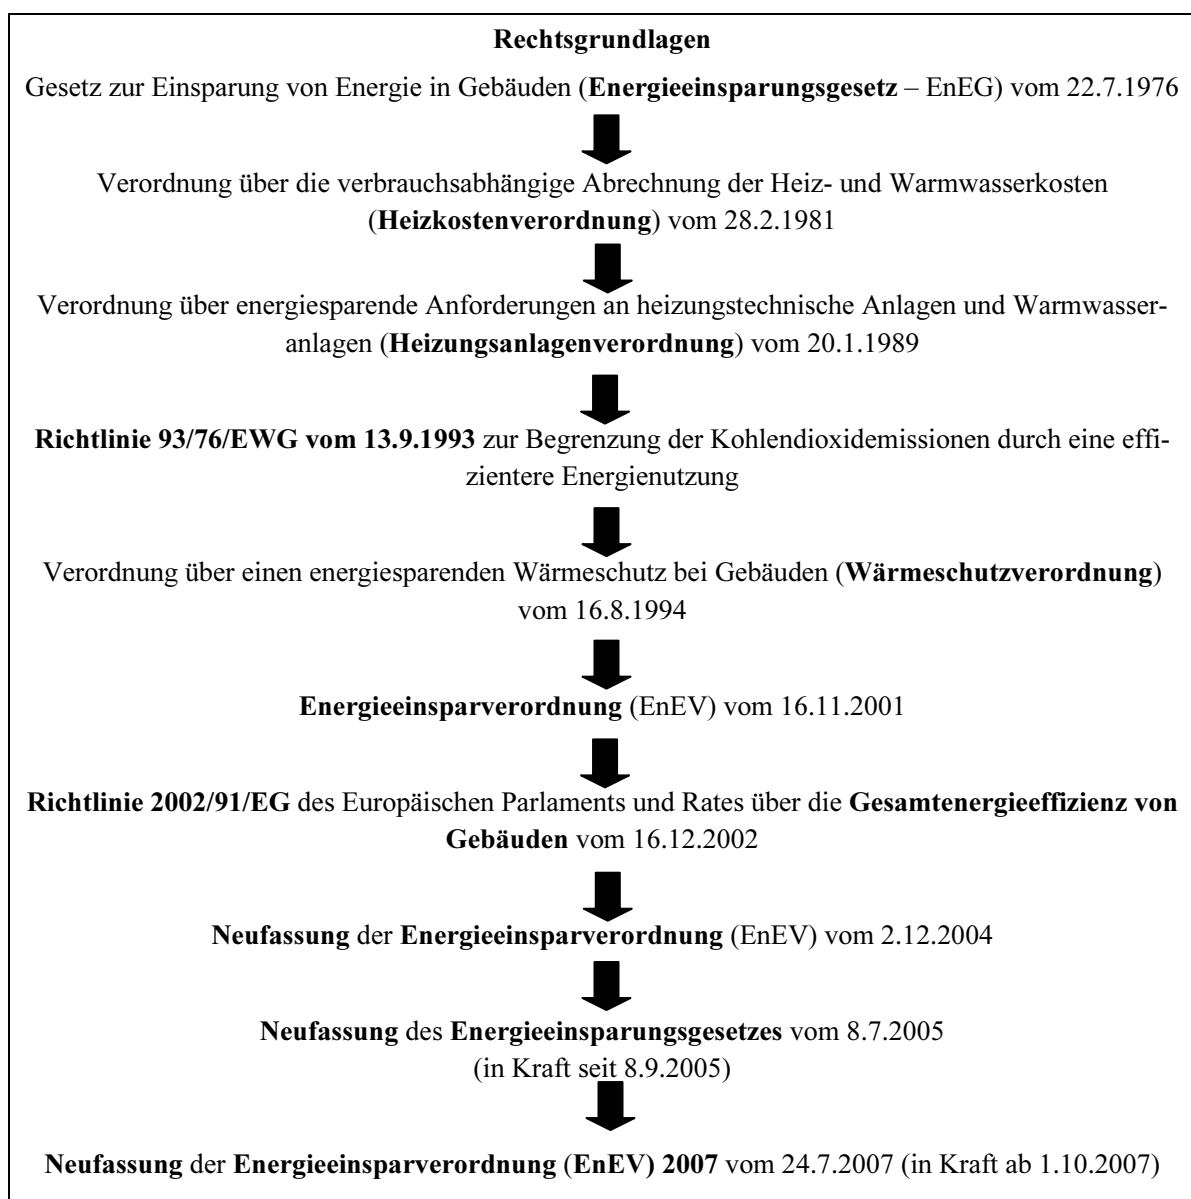 Rechtsgrundlagen
Gesetz zur Einsparung von Energie in Gebäuden (Energieeinsparungsgesetz – EnEG) vom 22.7.1976
Verordnung über die verbrauchsabhängige Abrechnung der Heiz- und Warmwasserkosten
(Heizkostenverordnung) vom 28.2.1981
Verordnung über energiesparende Anforderungen an heizungstechnische Anlagen und Warmwasser-
anlagen (Heizungsanlagenverordnung) vom 20.1.1989
Richtlinie 93/76/EWG vom 13.9.1993 zur Begrenzung der Kohlendioxidemissionen durch eine effi-
zientere Energienutzung
Verordnung über einen energiesparenden Wärmeschutz bei Gebäuden (Wärmeschutzverordnung)
vom 16.8.1994
Energieeinsparverordnung (EnEV) vom 16.11.2001
Richtlinie 2002/91/EG des Europäischen Parlaments und Rates über die Gesamtenergieeffizienz von
Gebäuden vom 16.12.2002
Neufassung der Energieeinsparverordnung (EnEV) vom 2.12.2004
Neufassung des Energieeinsparungsgesetzes vom 8.7.2005
(in Kraft seit 8.9.2005)
Neufassung der Energieeinsparverordnung (EnEV) 2007 vom 24.7.2007 (in Kraft ab 1.10.2007)